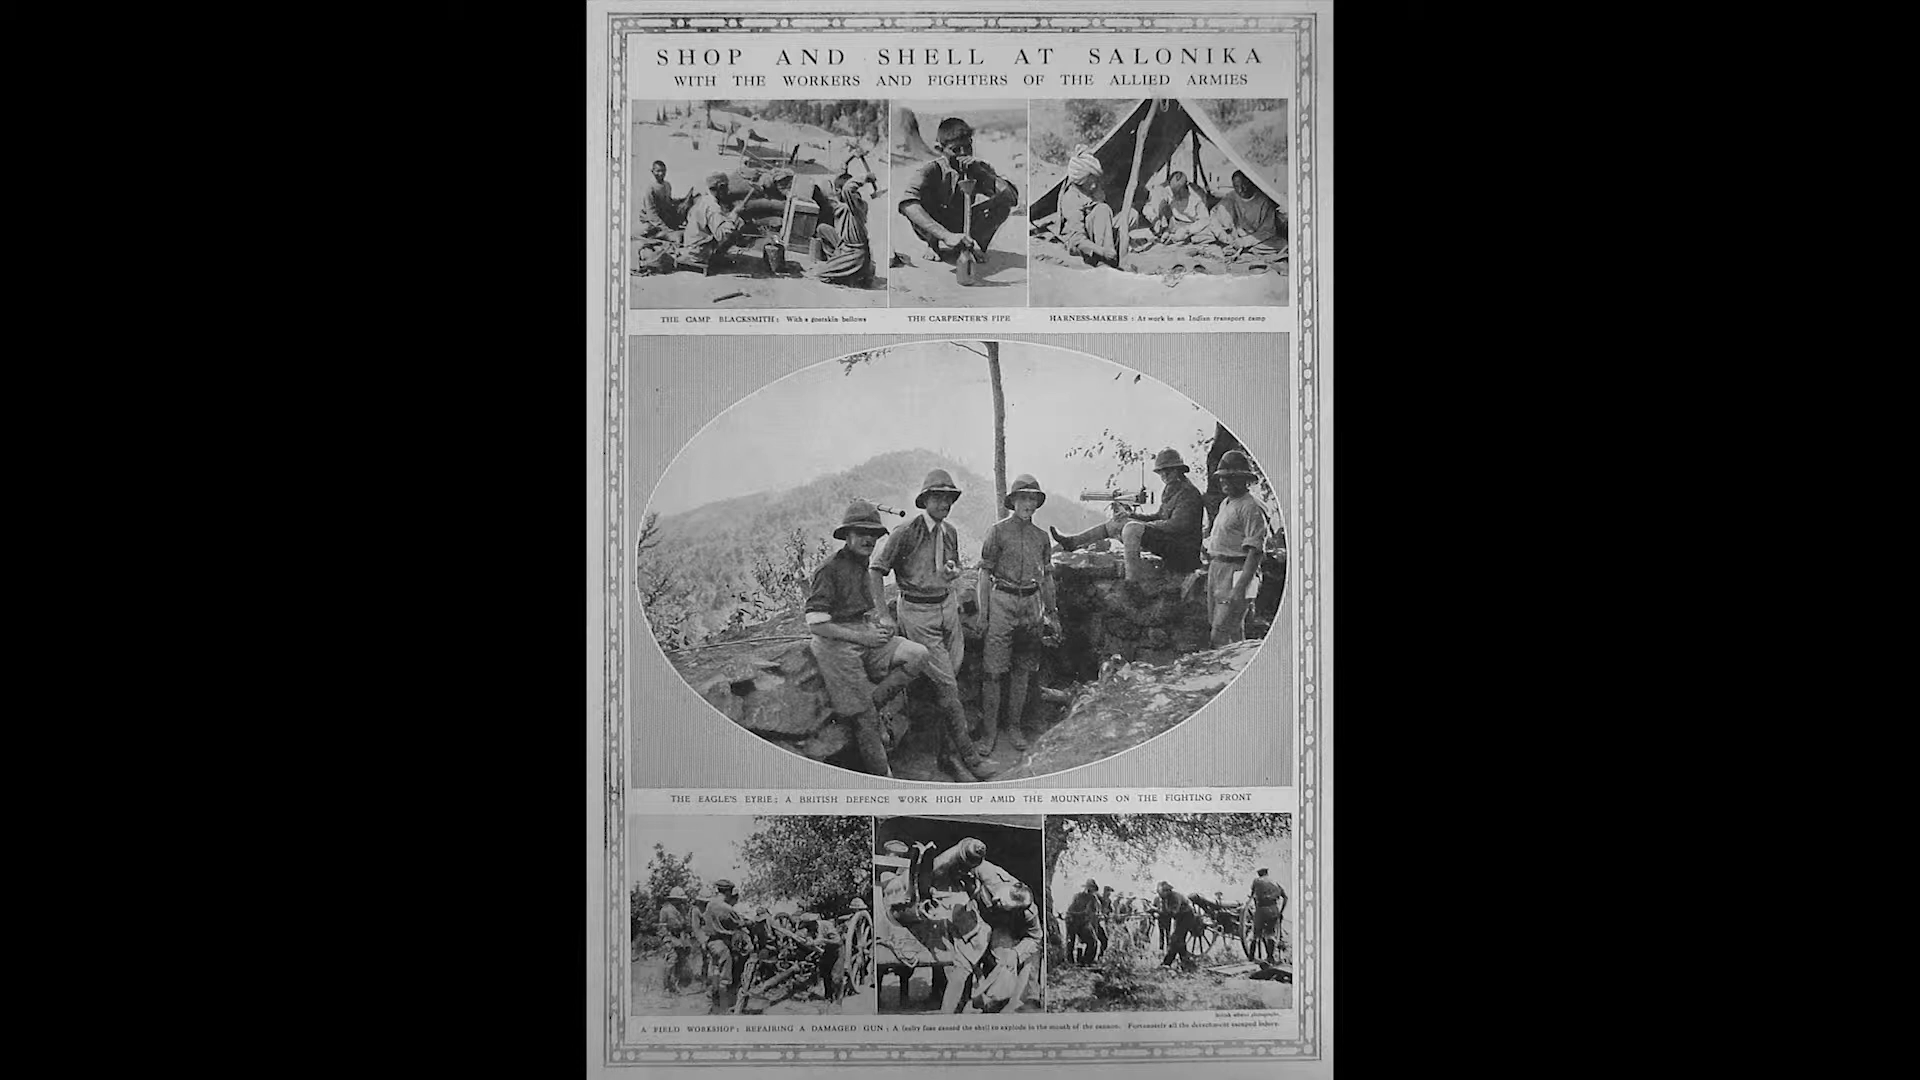 SHOP AND SHELL AT SALONIKA
WITH THE WORKERS AND FIGHTERS OF THE ALLIED ARMIES
THE CAMP BLACKSMITH: With a goatskin bellows
THE CARPENTER'S PIPE
HARNESS-MAKERS: At work in an Indian transport camp
THE EAGLE'S EYRIE; A BRITISH DEFENCE WORK HIGH UP AMID THE MOUNTAINS ON THE FIGHTING FRONT
British official photographs.
A FIELD WORKSHOP: REPAIRING A DAMAGED GUN; A faulty fuse caused the shell to explode in the mouth of the cannon. Fortunately all the detachment escaped injury.